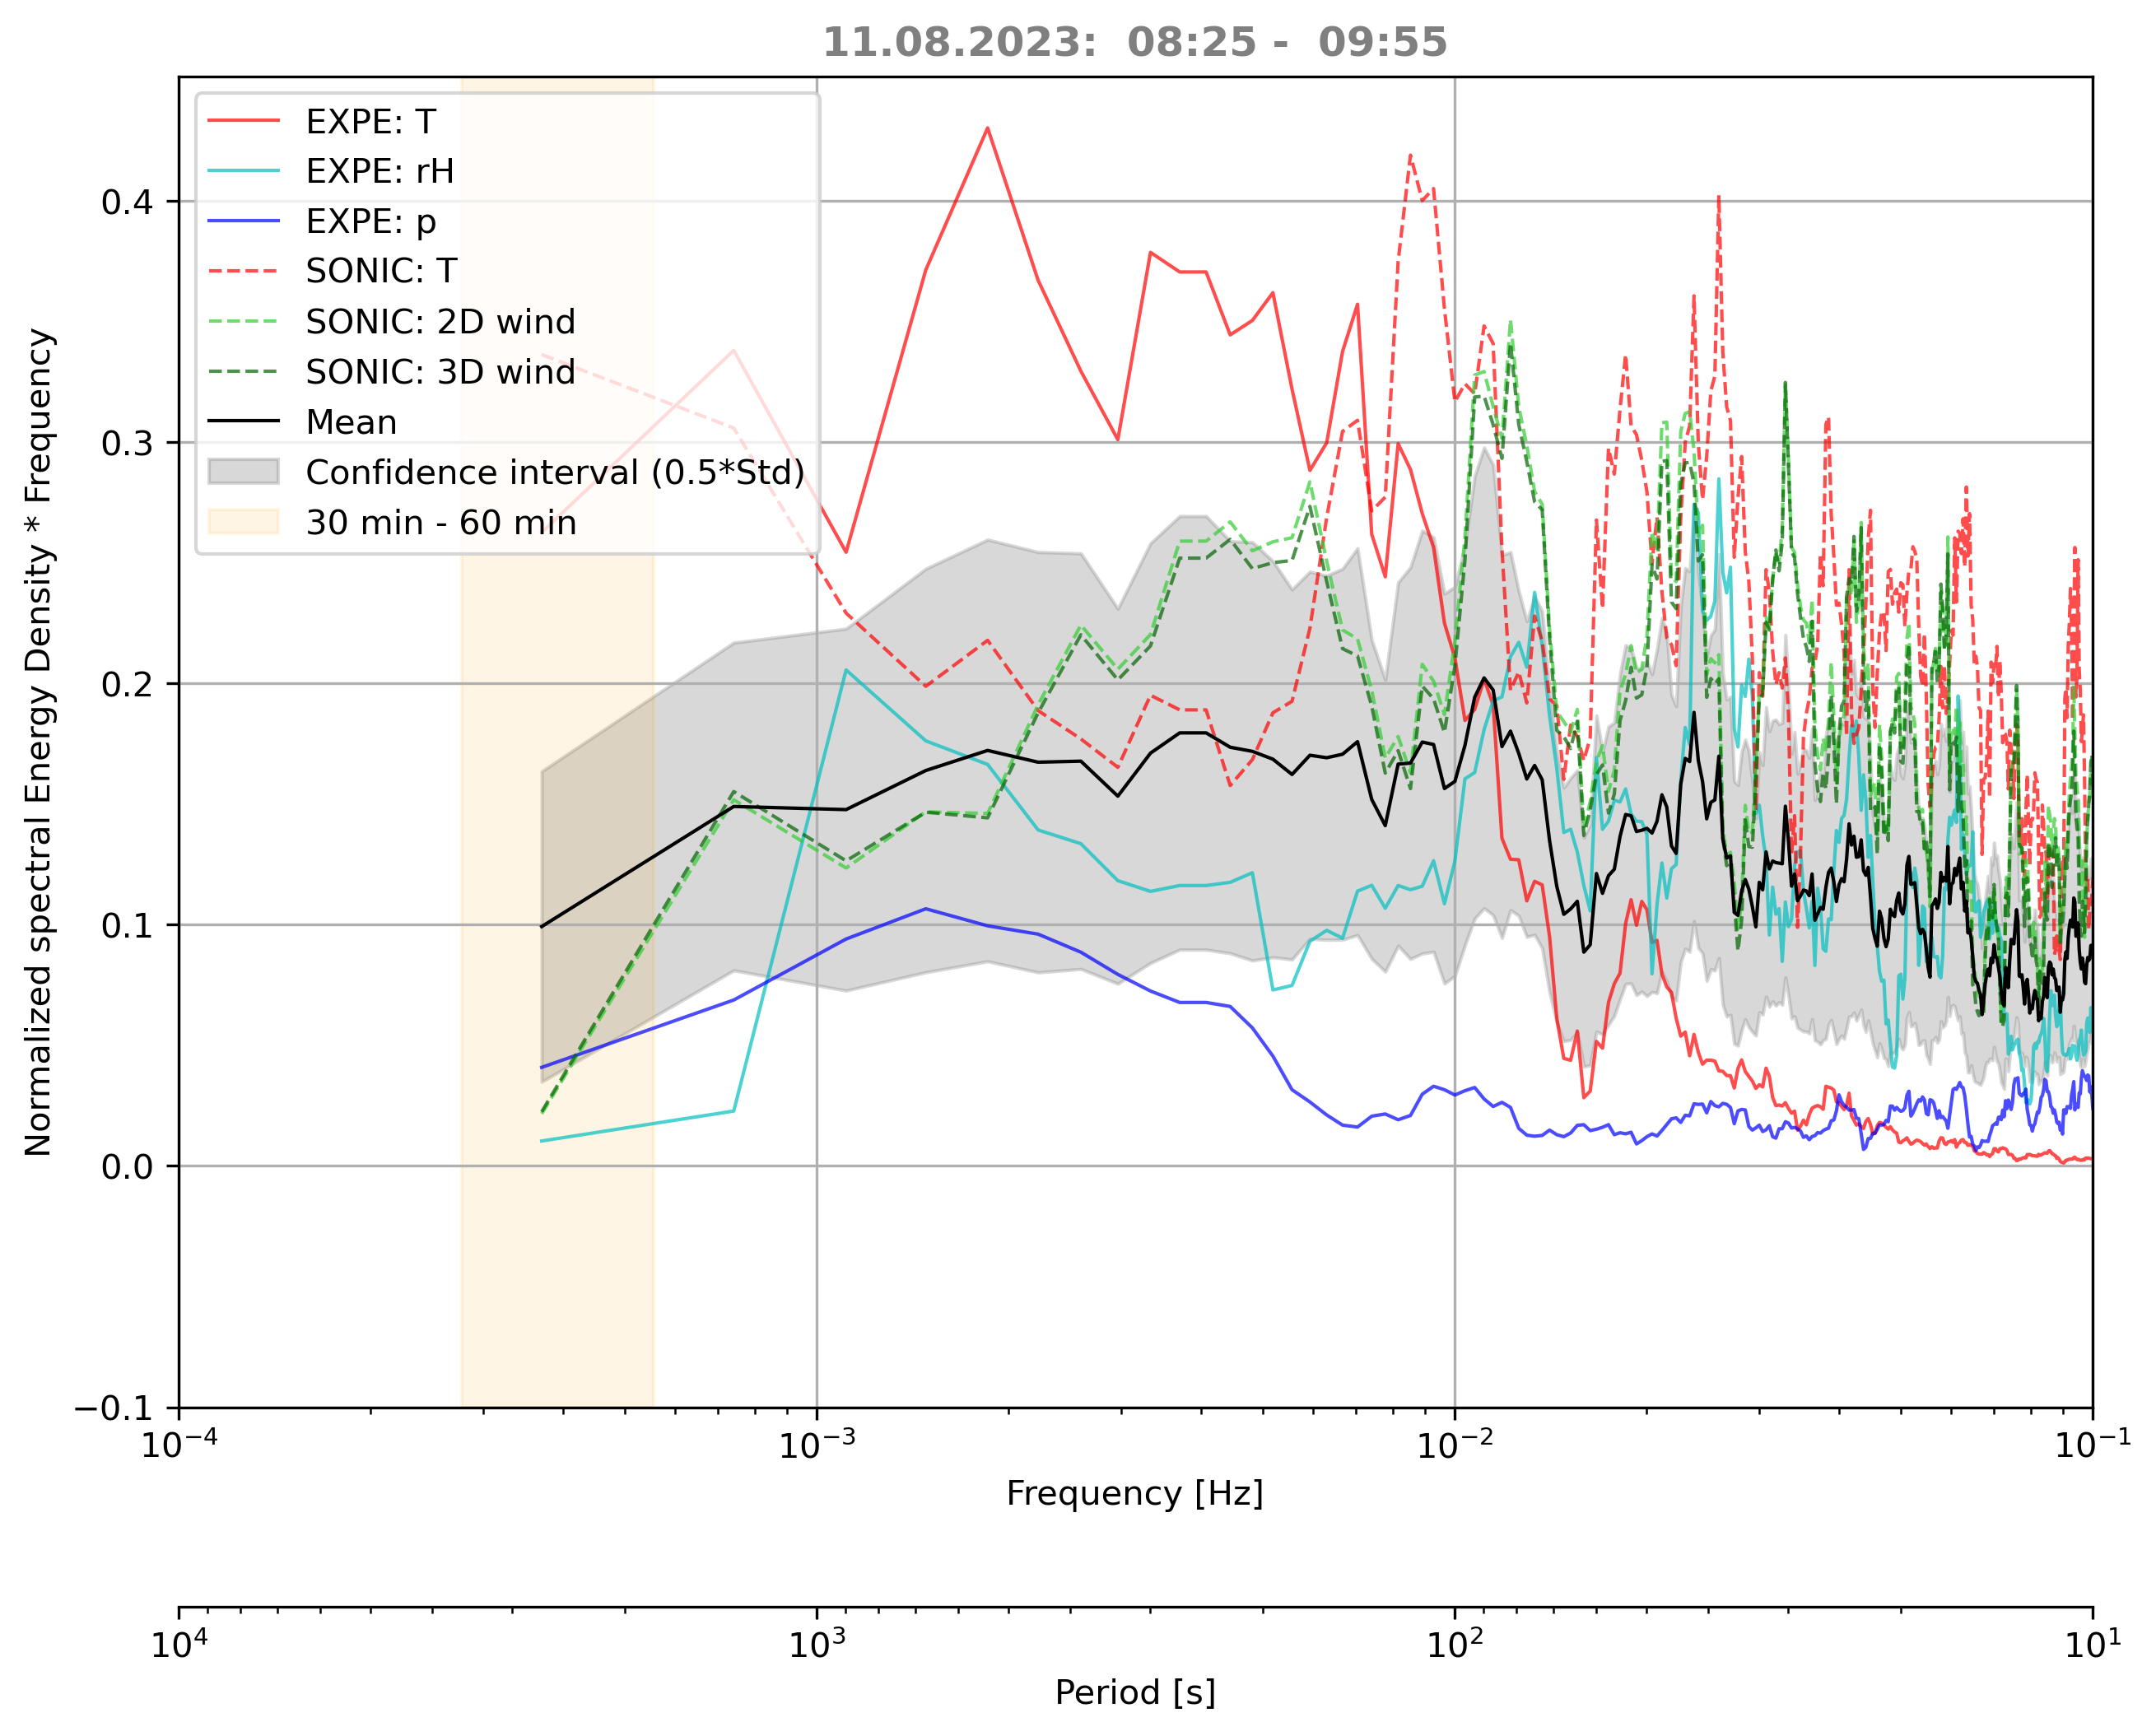 11.08.2023:  08:25 -  09:55
EXPE: T
EXPE: rH
EXPE: p
SONIC: T
SONIC: 2D wind
SONIC: 3D wind
Mean
Confidence interval (0.5*Std)
30 min - 60 min
Normalized spectral Energy Density * Frequency
0.4
0.3
0.2
0.1
0.0
−0.1
10⁻⁴ 10⁻³ 10⁻² 10⁻¹
Frequency [Hz]
10⁴ 10³ 10² 10¹
Period [s]